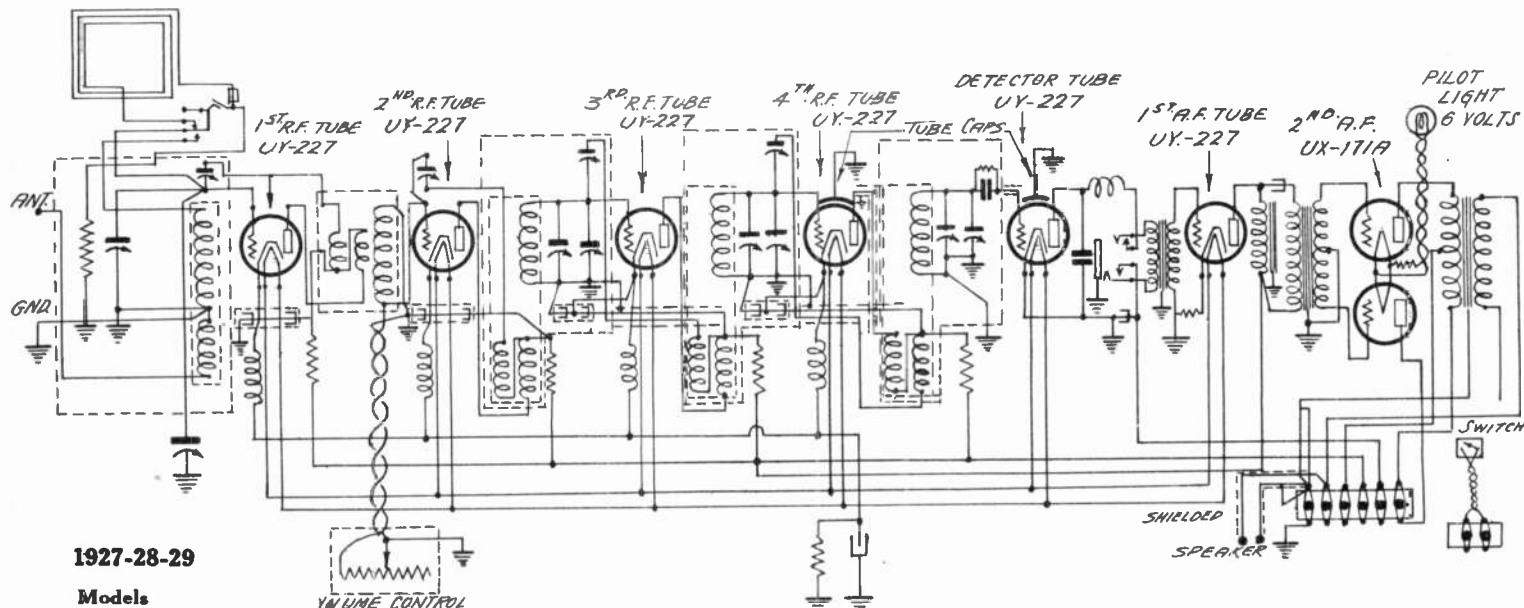 1ST R.F. TUBE
UY-227
2ND R.F. TUBE
UY-227
3RD R.F. TUBE
UY-227
4TH R.F. TUBE
UY-227
TUBE CAPS
DETECTOR TUBE
UY-227
1ST A.F. TUBE
UY-227
2ND A.F.
UX-171A
PILOT
LIGHT
6 VOLTS
ANT.
GND.
SWITCH
SHIELDED
SPEAKER
1927-28-29
Models
VOLUME CONTROL